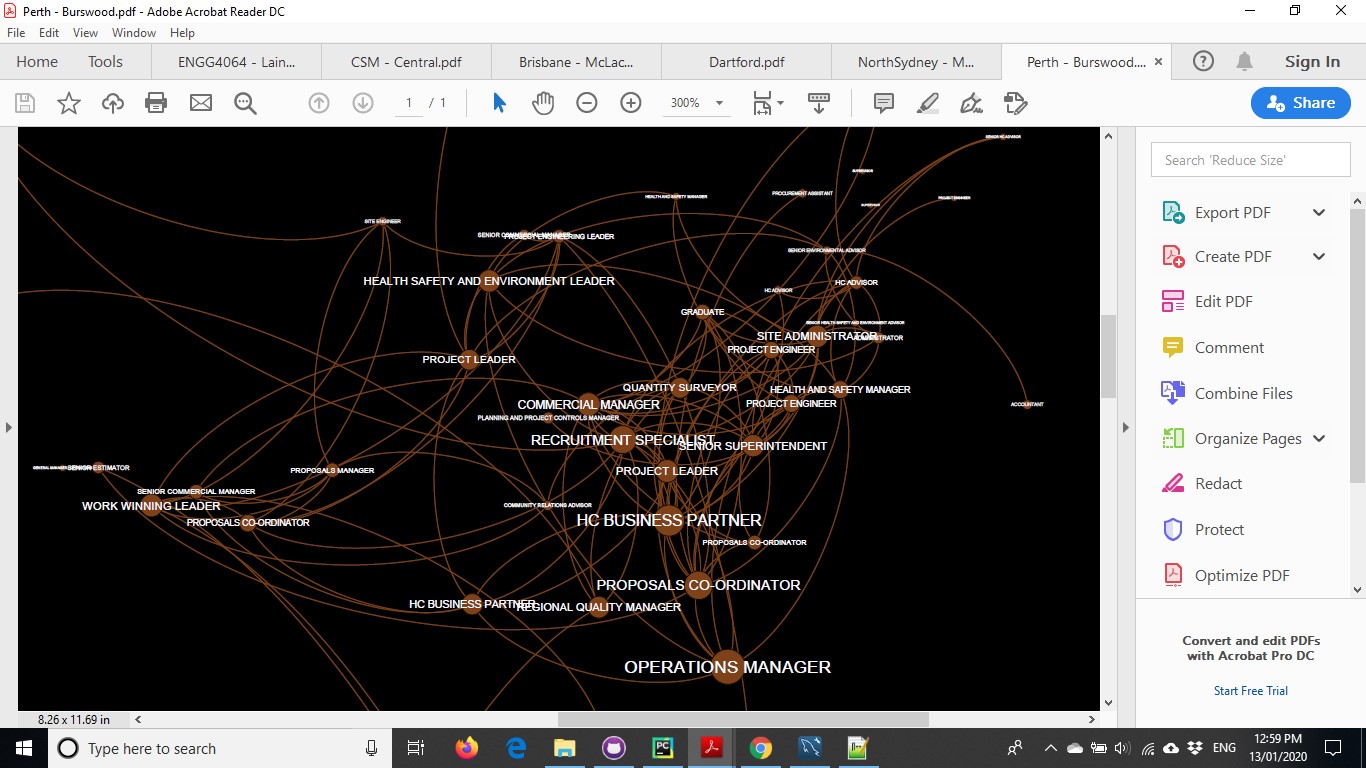 Perth - Burswood.pdf - Adobe Acrobat Reader DC
File Edit View Window Help
Home Tools ENGG4064 - Lain... CSM - Central.pdf Brisbane - McLac... Dartford.pdf NorthSydney - M... Perth - Burswood.... Sign In
1 / 1 300% Share
SENIOR HC ADVISOR
SUPERVISOR
HEALTH AND SAFETY MANAGER
PROCUREMENT ASSISTANT
PROJECT ENGINEER
SUPERVISOR
SITE ENGINEER
SENIOR COMMERCIAL MANAGER
PROJECT ENGINEERING LEADER
SENIOR ENVIRONMENTAL ADVISOR
HEALTH SAFETY AND ENVIRONMENT LEADER
HC ADVISOR
HC ADVISOR
GRADUATE
SENIOR HEALTH SAFETY AND ENVIRONMENT ADVISOR
SITE ADMINISTRATOR
PROJECT ENGINEER
PROJECT LEADER
QUANTITY SURVEYOR
HEALTH AND SAFETY MANAGER
COMMERCIAL MANAGER
PROJECT ENGINEER
ACCOUNTANT
PLANNING AND PROJECT CONTROLS MANAGER
RECRUITMENT SPECIALIST
SENIOR SUPERINTENDENT
GENERAL MANAGER
SENIOR ESTIMATOR
PROPOSALS MANAGER
PROJECT LEADER
SENIOR COMMERCIAL MANAGER
WORK WINNING LEADER
COMMUNITY RELATIONS ADVISOR
PROPOSALS CO-ORDINATOR
HC BUSINESS PARTNER
PROPOSALS CO-ORDINATOR
PROPOSALS CO-ORDINATOR
HC BUSINESS PARTNER
REGIONAL QUALITY MANAGER
OPERATIONS MANAGER
8.26 x 11.69 in
Search 'Reduce Size'
Export PDF
Create PDF
Edit PDF
Comment
Combine Files
Organize Pages
Redact
Protect
Optimize PDF
Convert and edit PDFs
with Acrobat Pro DC
Start Free Trial
Type here to search
ENG
12:59 PM
13/01/2020